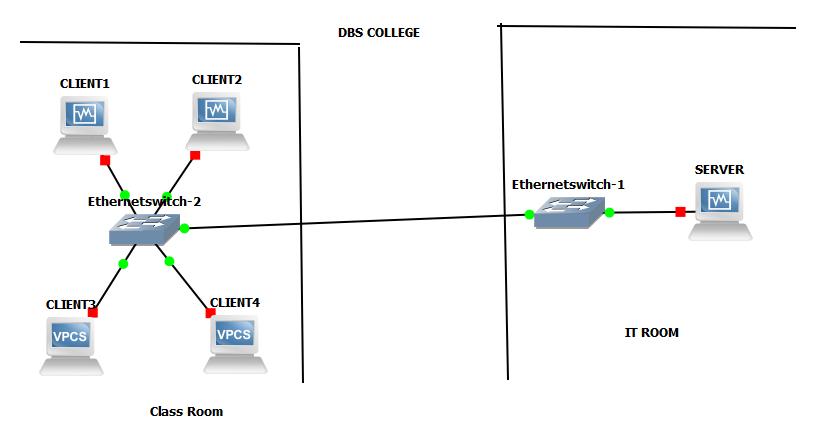 DBS COLLEGE
CLIENT1
CLIENT2
Ethernetswitch-2
Ethernetswitch-1
SERVER
CLIENT3
VPCS
CLIENT4
VPCS
IT ROOM
Class Room